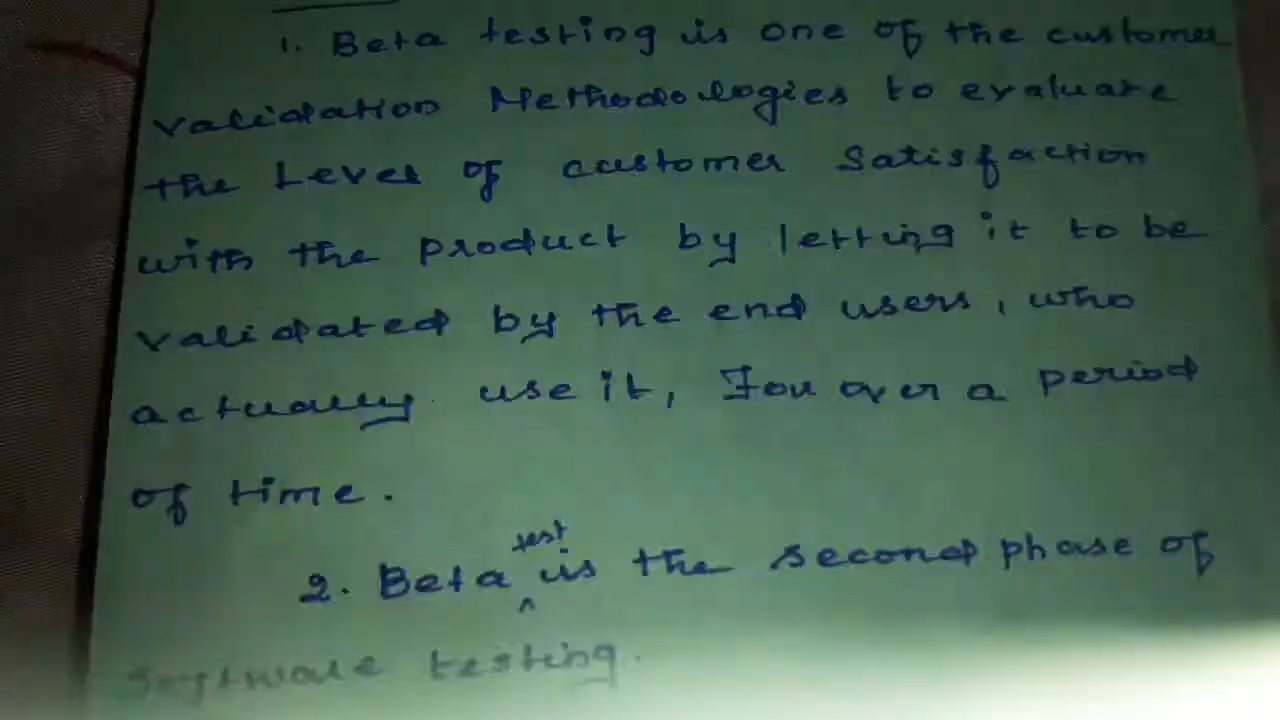 1. Beta testing is one of the customer
validation Methodologies to evaluate
the Level of customer Satisfaction
with the product by letting it to be
validated by the end users, who
actually use it, For over a period
of time.
2. Beta test is the second phase of
software testing.